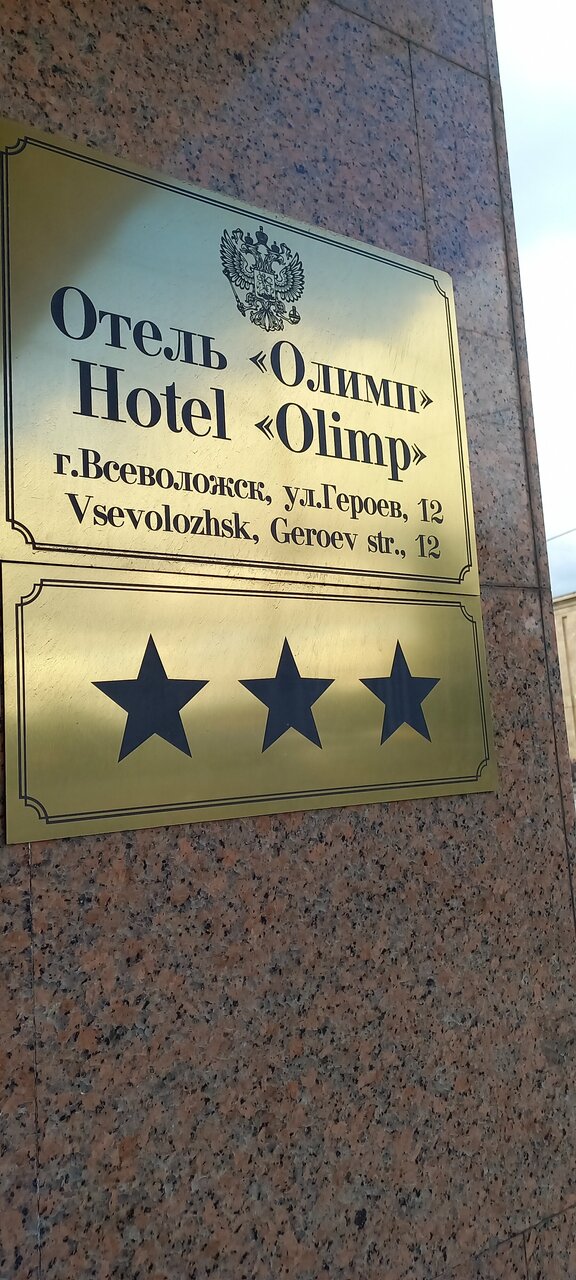 Отель «Олимп»
Hotel «Olimp»
г.Всеволожск, ул.Героев, 12
Vsevolozhsk, Geroev str., 12